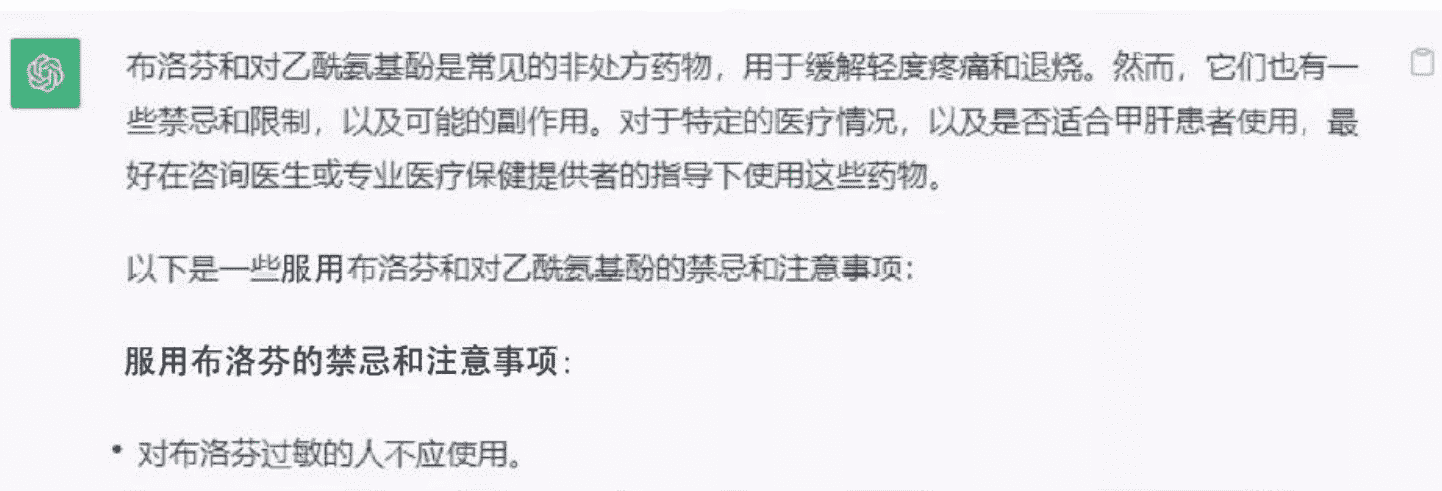 布洛芬和对乙酰氨基酚是常见的非处方药物，用于缓解轻度疼痛和退烧。然而，它们也有一
些禁忌和限制，以及可能的副作用。对于特定的医疗情况，以及是否适合甲肝患者使用，最
好在咨询医生或专业医疗保健提供者的指导下使用这些药物。
以下是一些服用布洛芬和对乙酰氨基酚的禁忌和注意事项：
服用布洛芬的禁忌和注意事项：
• 对布洛芬过敏的人不应使用。